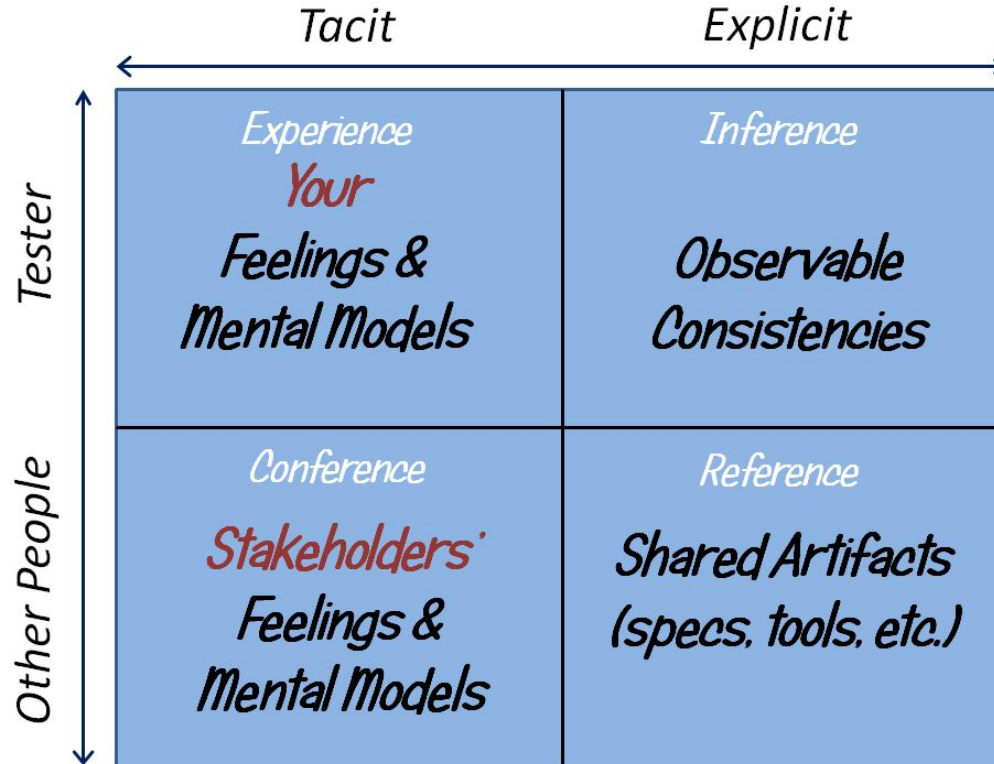 Tacit
Explicit
Tester
Experience
Your
Feelings &
Mental Models
Inference
Observable
Consistencies
Other People
Conference
Stakeholders'
Feelings &
Mental Models
Reference
Shared Artifacts
(specs, tools, etc.)